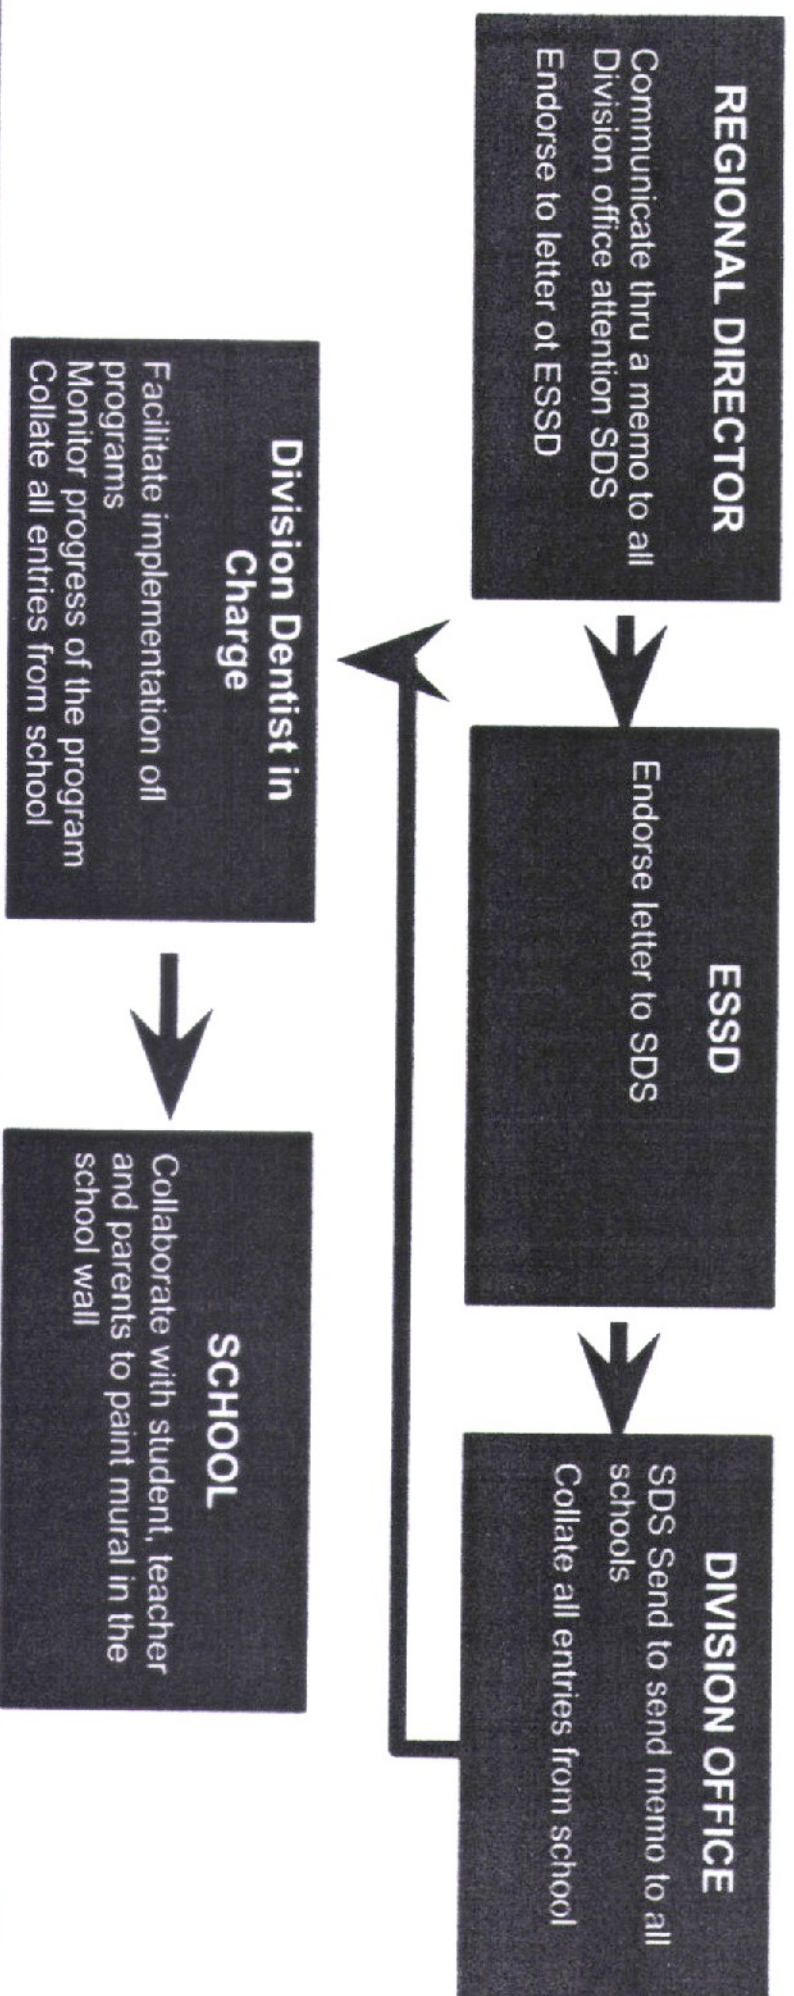 REGIONAL DIRECTOR
Communicate thru a memo to all
Division office attention SDS
Endorse to letter ot ESSD
ESSD
Endorse letter to SDS
DIVISION OFFICE
SDS Send to send memo to all
schools
Collate all entries from school
Division Dentist in
Charge
Facilitate implementation ofl
programs
Monitor progress of the program
Collate all entries from school
SCHOOL
Collaborate with student, teacher
and parents to paint mural in the
school wall